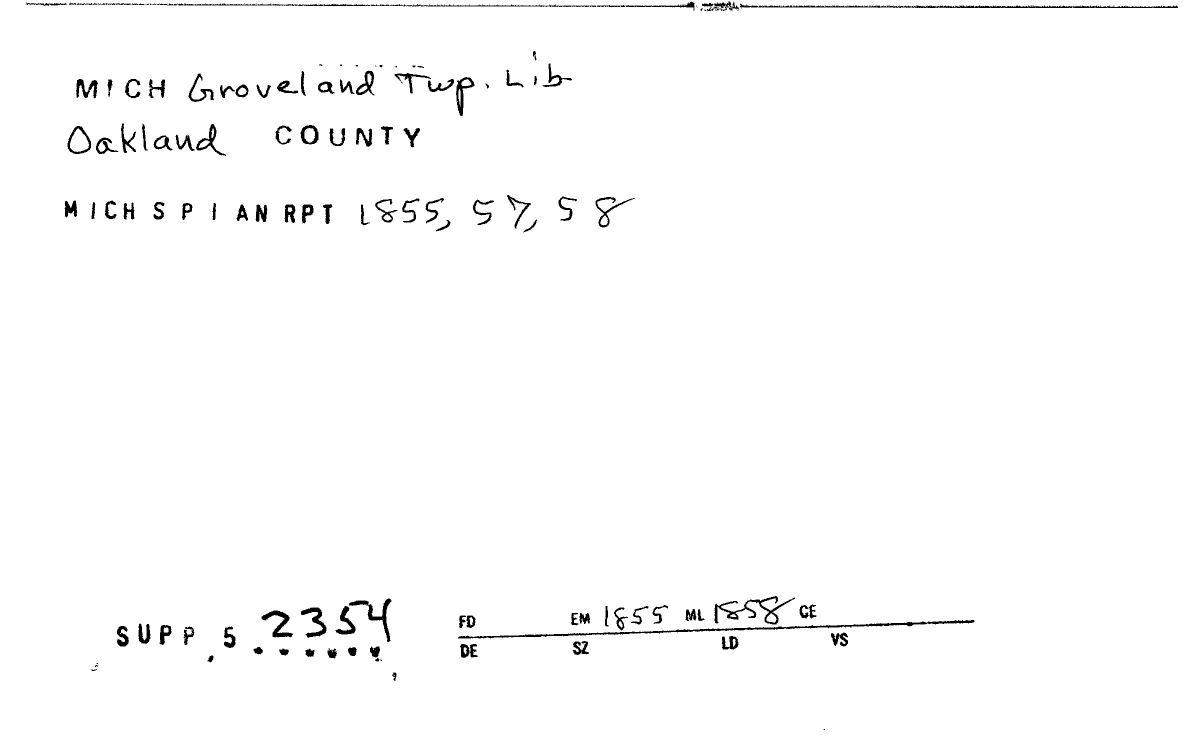 MICH Groveland Twp. Lib
Oakland COUNTY
MICH S P I AN RPT 1855, 57, 58
SUPP. 5 2354
FD EM 1855 ML 1858 CE
DE SZ LD VS